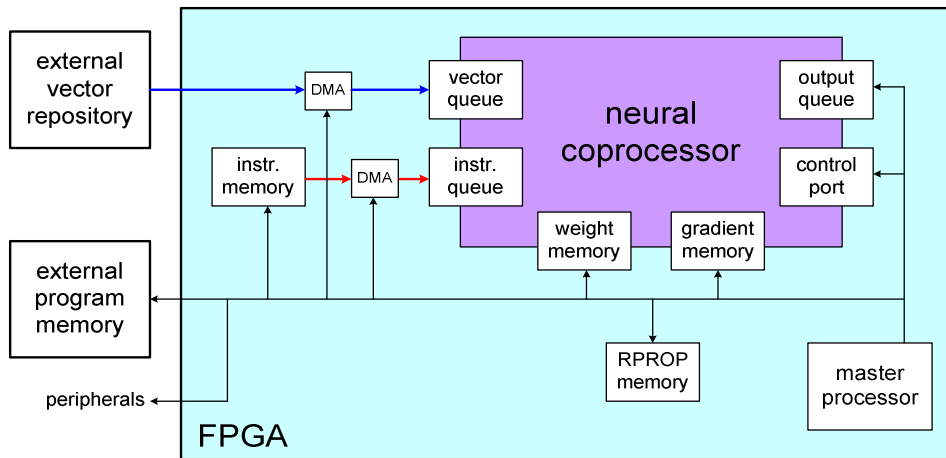 external
vector
repository
DMA
vector
queue
neural
coprocessor
output
queue
instr.
memory
DMA
instr.
queue
control
port
weight
memory
gradient
memory
external
program
memory
RPROP
memory
master
processor
peripherals
FPGA